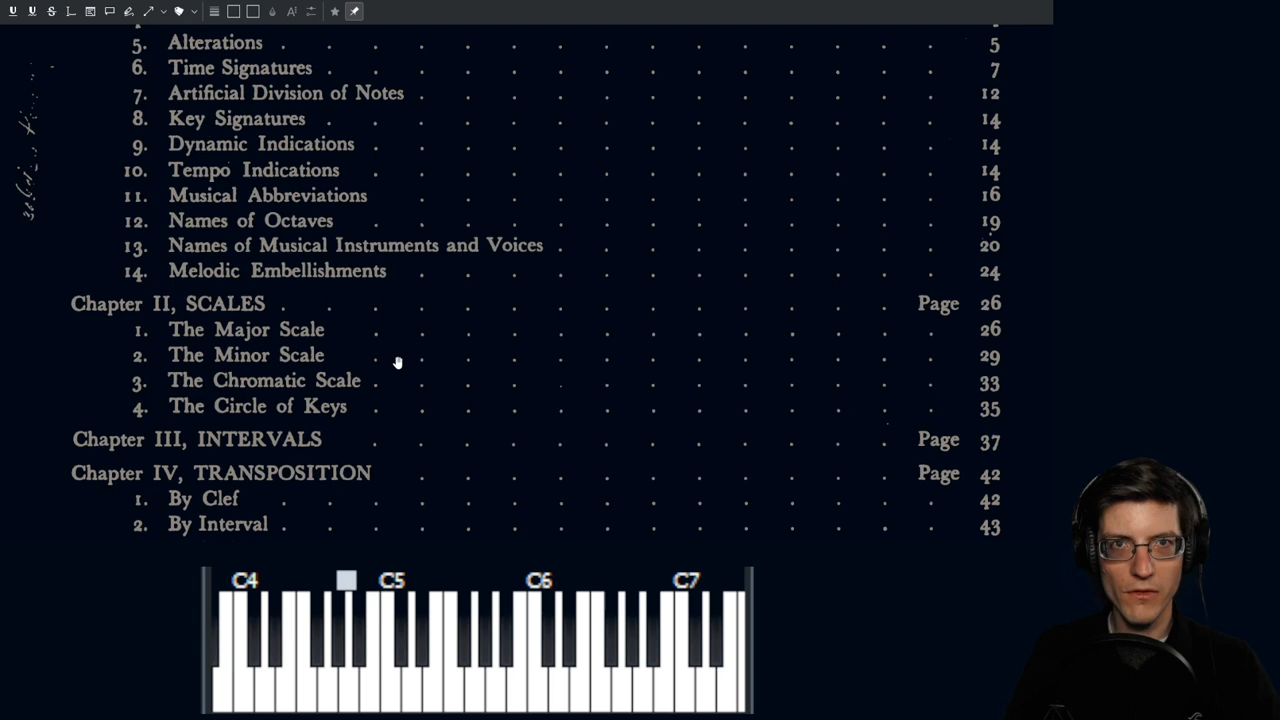 5. Alterations . . . . . . . . . . . . . . . 5
6. Time Signatures . . . . . . . . . . . . . . 7
7. Artificial Division of Notes . . . . . . . . . . . . 12
8. Key Signatures . . . . . . . . . . . . . . 14
9. Dynamic Indications . . . . . . . . . . . . . 14
10. Tempo Indications . . . . . . . . . . . . . 14
11. Musical Abbreviations . . . . . . . . . . . . 16
12. Names of Octaves . . . . . . . . . . . . . 19
13. Names of Musical Instruments and Voices . . . . . . . . . 20
14. Melodic Embellishments . . . . . . . . . . . . 24
Chapter II, SCALES . . . . . . . . . . . . . . Page 26
1. The Major Scale . . . . . . . . . . . . . 26
2. The Minor Scale . . . . . . . . . . . . . 29
3. The Chromatic Scale . . . . . . . . . . . . . 33
4. The Circle of Keys . . . . . . . . . . . . . 35
Chapter III, INTERVALS . . . . . . . . . . . . Page 37
Chapter IV, TRANSPOSITION . . . . . . . . . . . Page 42
1. By Clef . . . . . . . . . . . . . . . 42
2. By Interval . . . . . . . . . . . . . . . 43
C4 C5 C6 C7